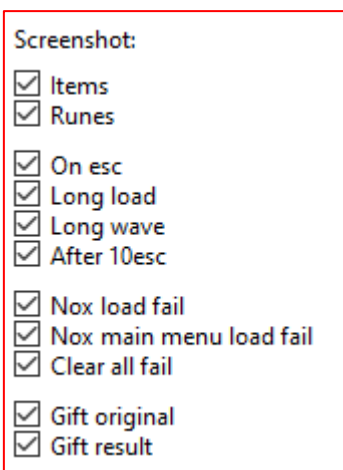 Screenshot:
Items
Runes
On esc
Long load
Long wave
After 10esc
Nox load fail
Nox main menu load fail
Clear all fail
Gift original
Gift result